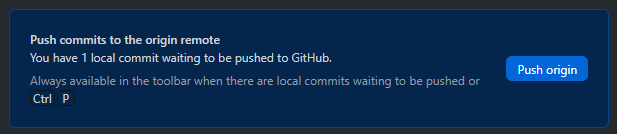 Push commits to the origin remote
You have 1 local commit waiting to be pushed to GitHub.
Always available in the toolbar when there are local commits waiting to be pushed or
Ctrl P
Push origin